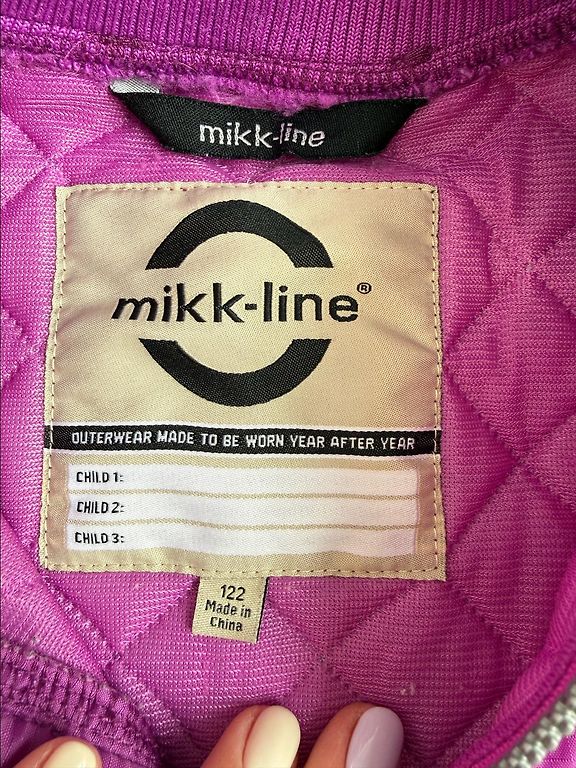 mikk-line
mikk-line®
OUTERWEAR MADE TO BE WORN YEAR AFTER YEAR
CHILD 1:
CHILD 2:
CHILD 3:
122
Made in
China